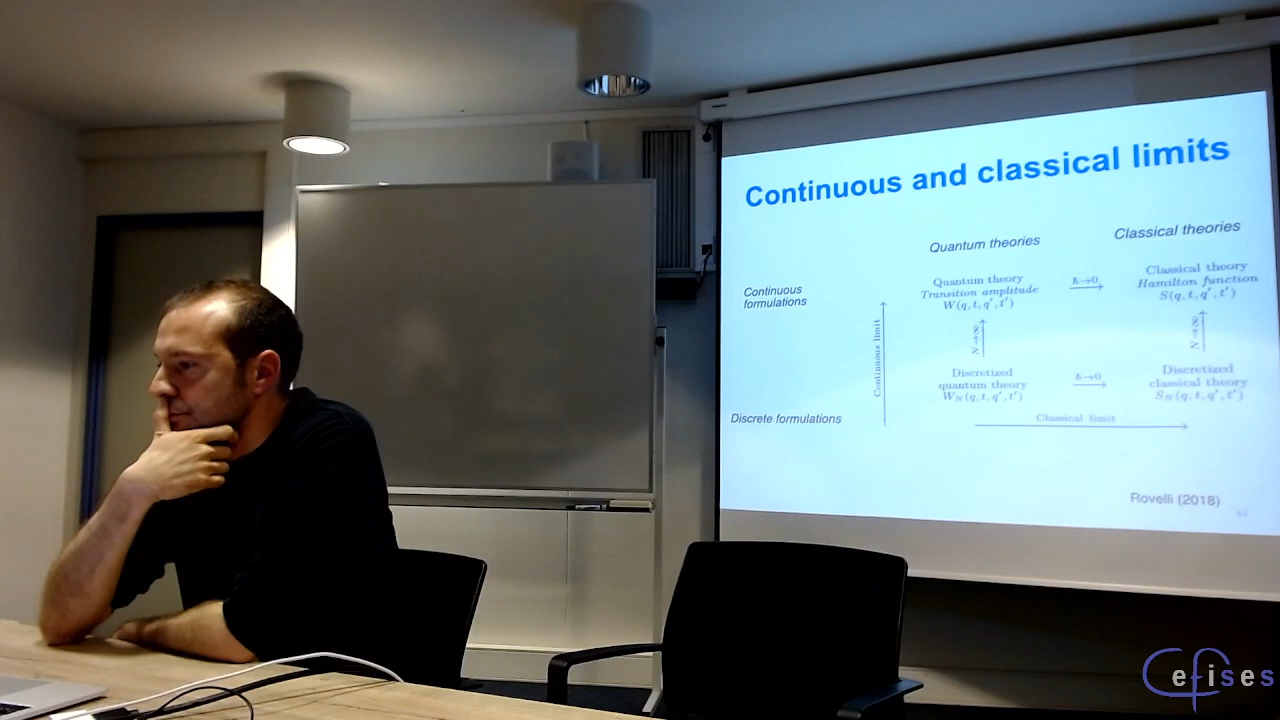 Continuous and classical limits
Quantum theories
Classical theories
Continuous
formulations
Quantum theory
Transition amplitude
W(q, t, q′, t′)
ℏ→0
Classical theory
Hamilton function
S(q, t, q′, t′)
Continuous limit
N→∞
N→∞
Discretized
quantum theory
W_N(q, t, q′, t′)
ℏ→0
Discretized
classical theory
S_N(q, t, q′, t′)
Discrete formulations
Classical limit
Rovelli (2018)
Cefises